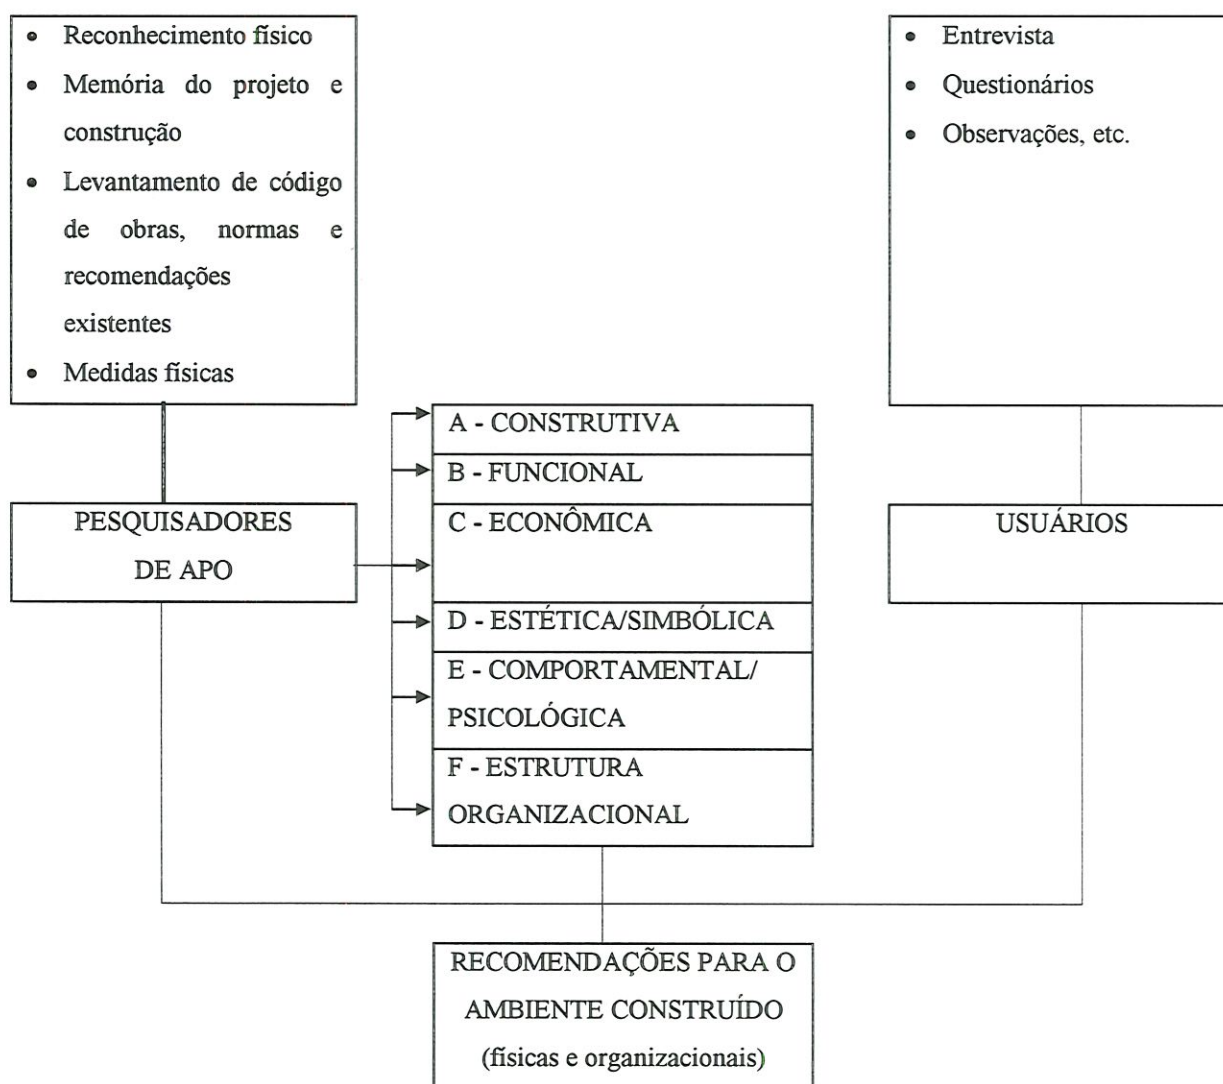 • Reconhecimento físico
• Memória do projeto e
construção
• Levantamento de código
de obras, normas e
recomendações
existentes
• Medidas físicas
• Entrevista
• Questionários
• Observações, etc.
PESQUISADORES
DE APO
A - CONSTRUTIVA
B - FUNCIONAL
C - ECONÔMICA
D - ESTÉTICA/SIMBÓLICA
E - COMPORTAMENTAL/
PSICOLÓGICA
F - ESTRUTURA
ORGANIZACIONAL
USUÁRIOS
RECOMENDAÇÕES PARA O
AMBIENTE CONSTRUÍDO
(físicas e organizacionais)